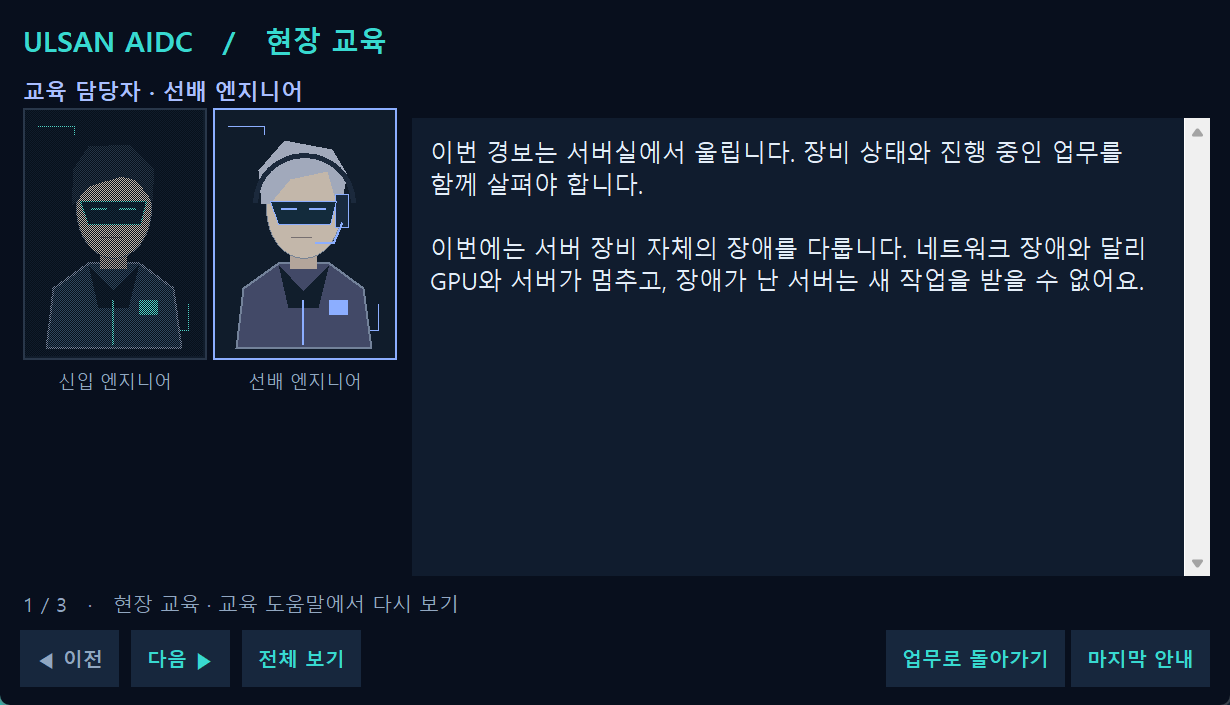 ULSAN AIDC / 현장 교육
교육 담당자 · 선배 엔지니어
신입 엔지니어
선배 엔지니어
이번 경보는 서버실에서 울립니다. 장비 상태와 진행 중인 업무를
함께 살펴야 합니다.
이번에는 서버 장비 자체의 장애를 다룹니다. 네트워크 장애와 달리
GPU와 서버가 멈추고, 장애가 난 서버는 새 작업을 받을 수 없어요.
1 / 3 · 현장 교육 · 교육 도움말에서 다시 보기
◀ 이전
다음 ▶
전체 보기
업무로 돌아가기
마지막 안내